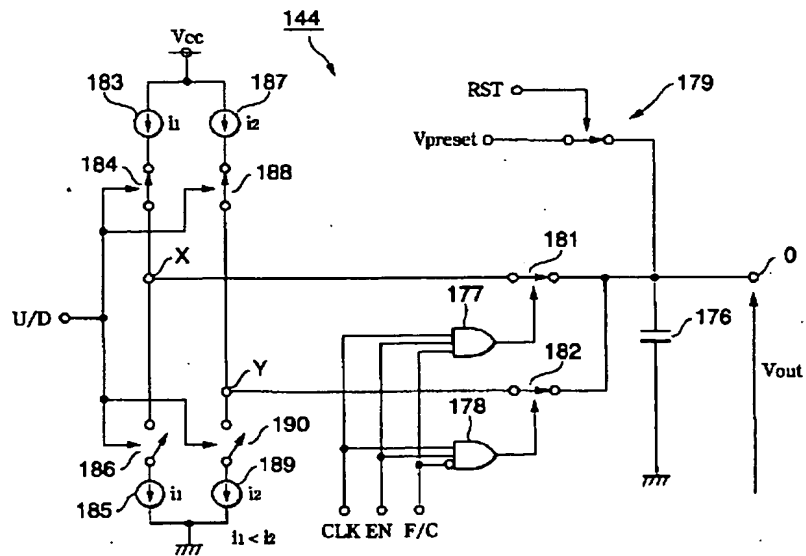 144
Vcc
183
187
i1
i2
RST
179
Vpreset
184
188
X
181
O
U/D
177
176
182
Y
Vout
178
190
186
189
185
i1
i2
i1 < i2
CLK EN F/C